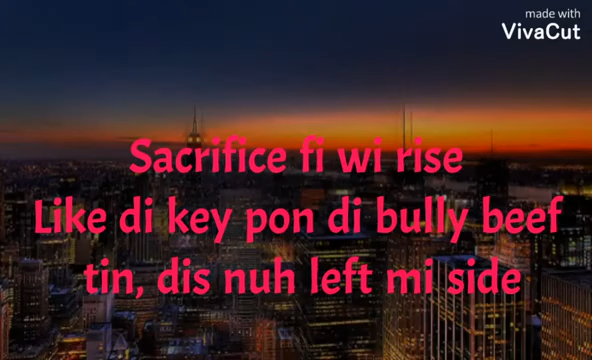 made with
VivaCut
Sacrifice fi wi rise
Like di key pon di bully beef
tin, dis nuh left mi side